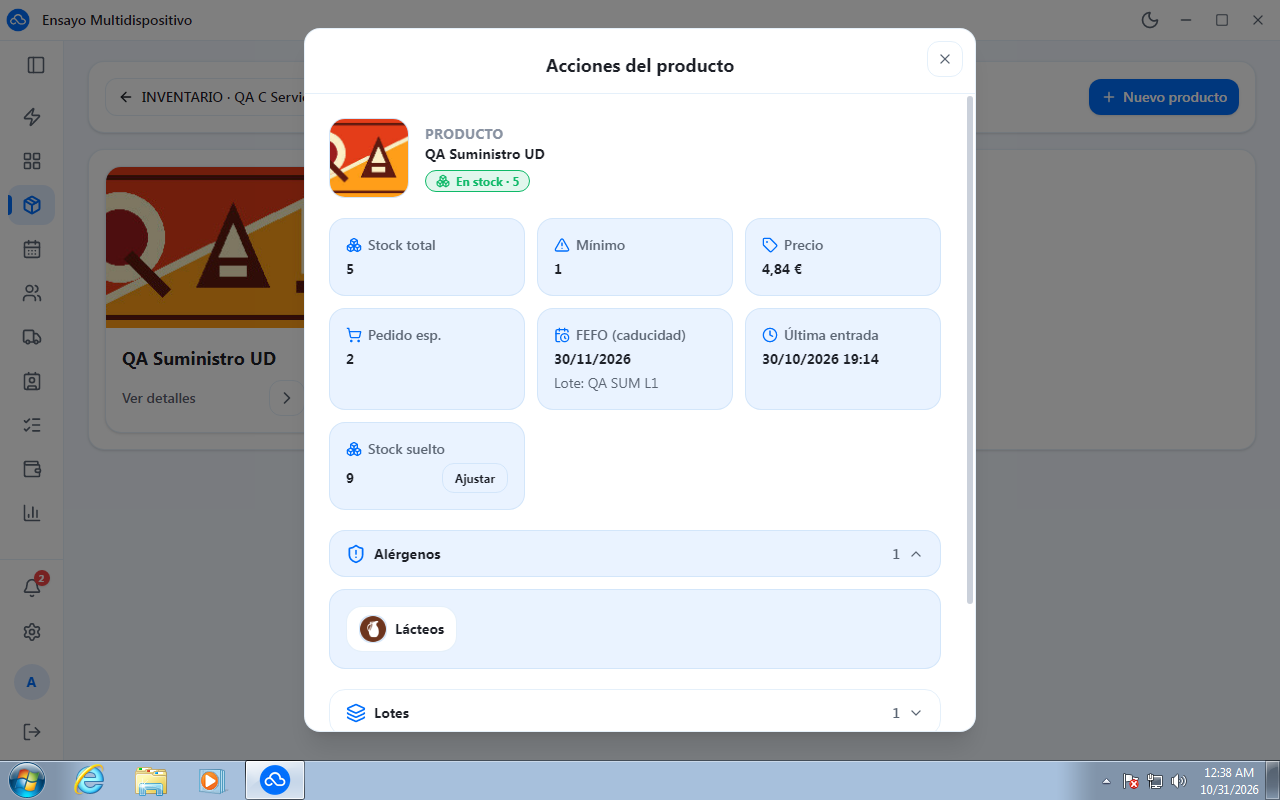 Ensayo Multidispositivo
Acciones del producto
INVENTARIO · QA C Servi
+ Nuevo producto
PRODUCTO
QA Suministro UD
En stock · 5
Stock total
5
Mínimo
1
Precio
4,84 €
Pedido esp.
2
FEFO (caducidad)
30/11/2026
Lote: QA SUM L1
Última entrada
30/10/2026 19:14
QA Suministro UD
Ver detalles
Stock suelto
9
Ajustar
Alérgenos
1
Lácteos
Lotes
1
2
A
12:38 AM
10/31/2026